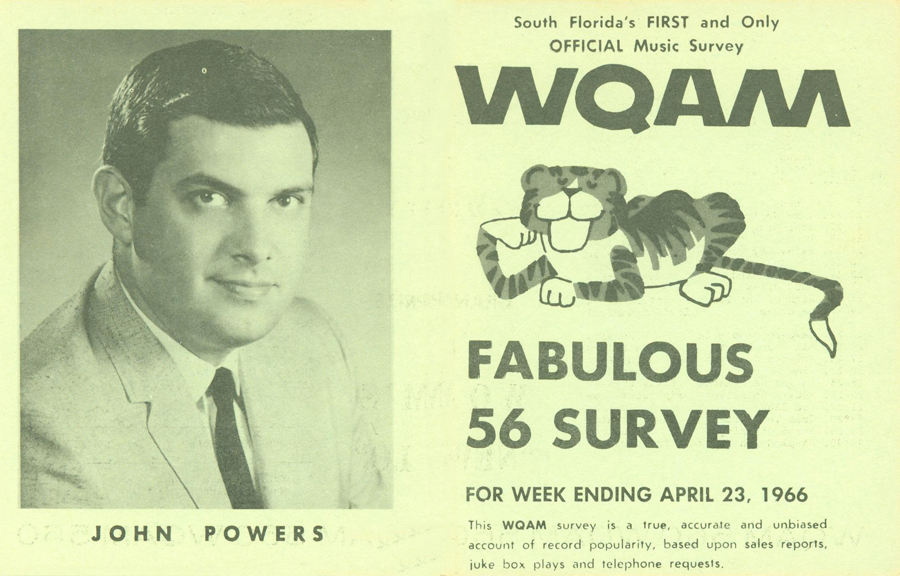 JOHN POWERS
South Florida's FIRST and Only
OFFICIAL Music Survey
WQAM
FABULOUS
56 SURVEY
FOR WEEK ENDING APRIL 23, 1966
This WQAM survey is a true, accurate and unbiased
account of record popularity, based upon sales reports,
juke box plays and telephone requests.